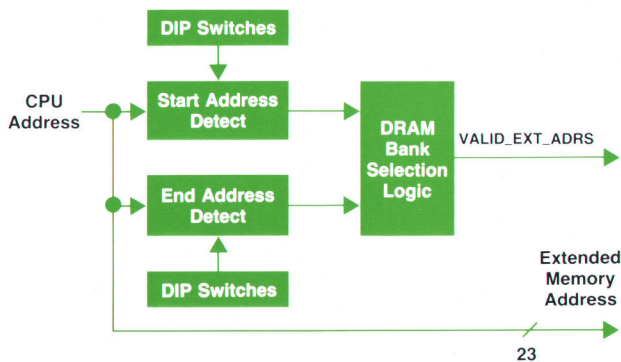 DIP Switches
CPU
Address
Start Address
Detect
DRAM
Bank
Selection
Logic
VALID_EXT_ADRS
End Address
Detect
DIP Switches
Extended
Memory
Address
23